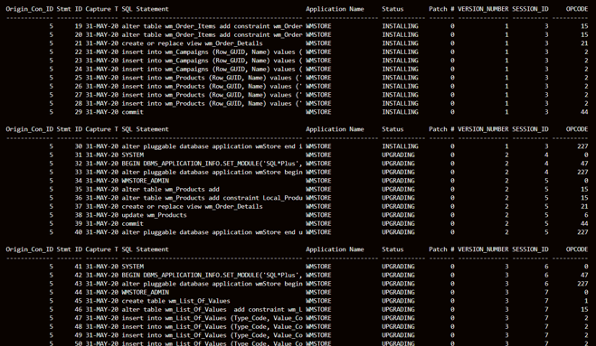 Origin_Con_ID Stmt ID Capture T SQL Statement Application Name Status Patch # VERSION_NUMBER SESSION_ID OPCODE
5 19 31-MAY-20 alter table wm_Order_Items add constraint wm_Order WMSTORE INSTALLING 0 1 3 15
5 20 31-MAY-20 alter table wm_Order_Items add constraint wm_Order WMSTORE INSTALLING 0 1 3 15
5 21 31-MAY-20 create or replace view wm_Order_Details WMSTORE INSTALLING 0 1 3 21
5 22 31-MAY-20 insert into wm_Campaigns (Row_GUID, Name) values ( WMSTORE INSTALLING 0 1 3 2
5 23 31-MAY-20 insert into wm_Campaigns (Row_GUID, Name) values ( WMSTORE INSTALLING 0 1 3 2
5 24 31-MAY-20 insert into wm_Campaigns (Row_GUID, Name) values ( WMSTORE INSTALLING 0 1 3 2
5 25 31-MAY-20 insert into wm_Products (Row_GUID, Name) values (' WMSTORE INSTALLING 0 1 3 2
5 26 31-MAY-20 insert into wm_Products (Row_GUID, Name) values (' WMSTORE INSTALLING 0 1 3 2
5 27 31-MAY-20 insert into wm_Products (Row_GUID, Name) values (' WMSTORE INSTALLING 0 1 3 2
5 28 31-MAY-20 insert into wm_Products (Row_GUID, Name) values (' WMSTORE INSTALLING 0 1 3 2
5 29 31-MAY-20 commit WMSTORE INSTALLING 0 1 3 44
Origin_Con_ID Stmt ID Capture T SQL Statement Application Name Status Patch # VERSION_NUMBER SESSION_ID OPCODE
5 30 31-MAY-20 alter pluggable database application wmStore end i WMSTORE INSTALLING 0 1 3 227
5 31 31-MAY-20 SYSTEM WMSTORE UPGRADING 0 2 4 0
5 32 31-MAY-20 BEGIN DBMS_APPLICATION_INFO.SET_MODULE('SQL*Plus', WMSTORE UPGRADING 0 2 4 47
5 33 31-MAY-20 alter pluggable database application wmStore begin WMSTORE UPGRADING 0 2 4 227
5 34 31-MAY-20 WMSTORE_ADMIN WMSTORE UPGRADING 0 2 5 0
5 35 31-MAY-20 alter table wm_Products add WMSTORE UPGRADING 0 2 5 15
5 36 31-MAY-20 alter table wm_Products add constraint Local_Produ WMSTORE UPGRADING 0 2 5 15
5 37 31-MAY-20 create or replace view wm_Order_Details WMSTORE UPGRADING 0 2 5 21
5 38 31-MAY-20 update wm_Products WMSTORE UPGRADING 0 2 5 6
5 39 31-MAY-20 commit WMSTORE UPGRADING 0 2 5 44
5 40 31-MAY-20 alter pluggable database application wmStore end u WMSTORE UPGRADING 0 2 5 227
Origin_Con_ID Stmt ID Capture T SQL Statement Application Name Status Patch # VERSION_NUMBER SESSION_ID OPCODE
5 41 31-MAY-20 SYSTEM WMSTORE UPGRADING 0 3 6 0
5 42 31-MAY-20 BEGIN DBMS_APPLICATION_INFO.SET_MODULE('SQL*Plus', WMSTORE UPGRADING 0 3 6 47
5 43 31-MAY-20 alter pluggable database application wmStore begin WMSTORE UPGRADING 0 3 6 227
5 44 31-MAY-20 WMSTORE_ADMIN WMSTORE UPGRADING 0 3 7 0
5 45 31-MAY-20 create table wm_List_Of_Values WMSTORE UPGRADING 0 3 7 1
5 46 31-MAY-20 alter table wm_List_Of_Values add constraint wm_L WMSTORE UPGRADING 0 3 7 15
5 47 31-MAY-20 insert into wm_List_Of_Values (Type_Code, Value_Co WMSTORE UPGRADING 0 3 7 2
5 48 31-MAY-20 insert into wm_List_Of_Values (Type_Code, Value_Co WMSTORE UPGRADING 0 3 7 2
5 49 31-MAY-20 insert into wm_List_Of_Values (Type_Code, Value_Co WMSTORE UPGRADING 0 3 7 2
5 50 31-MAY-20 insert into wm_List_Of_Values (Type_Code, Value_Co WMSTORE UPGRADING 0 3 7 2